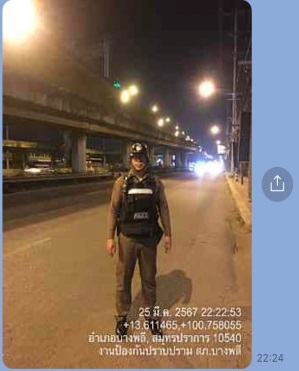 25 มี.ค. 2567 22:22:53
+13.611465,+100.758055
อำเภอบางพลี, สมุทรปราการ 10540
งานป้องกันปราบปราม สภ.บางพลี
22:24